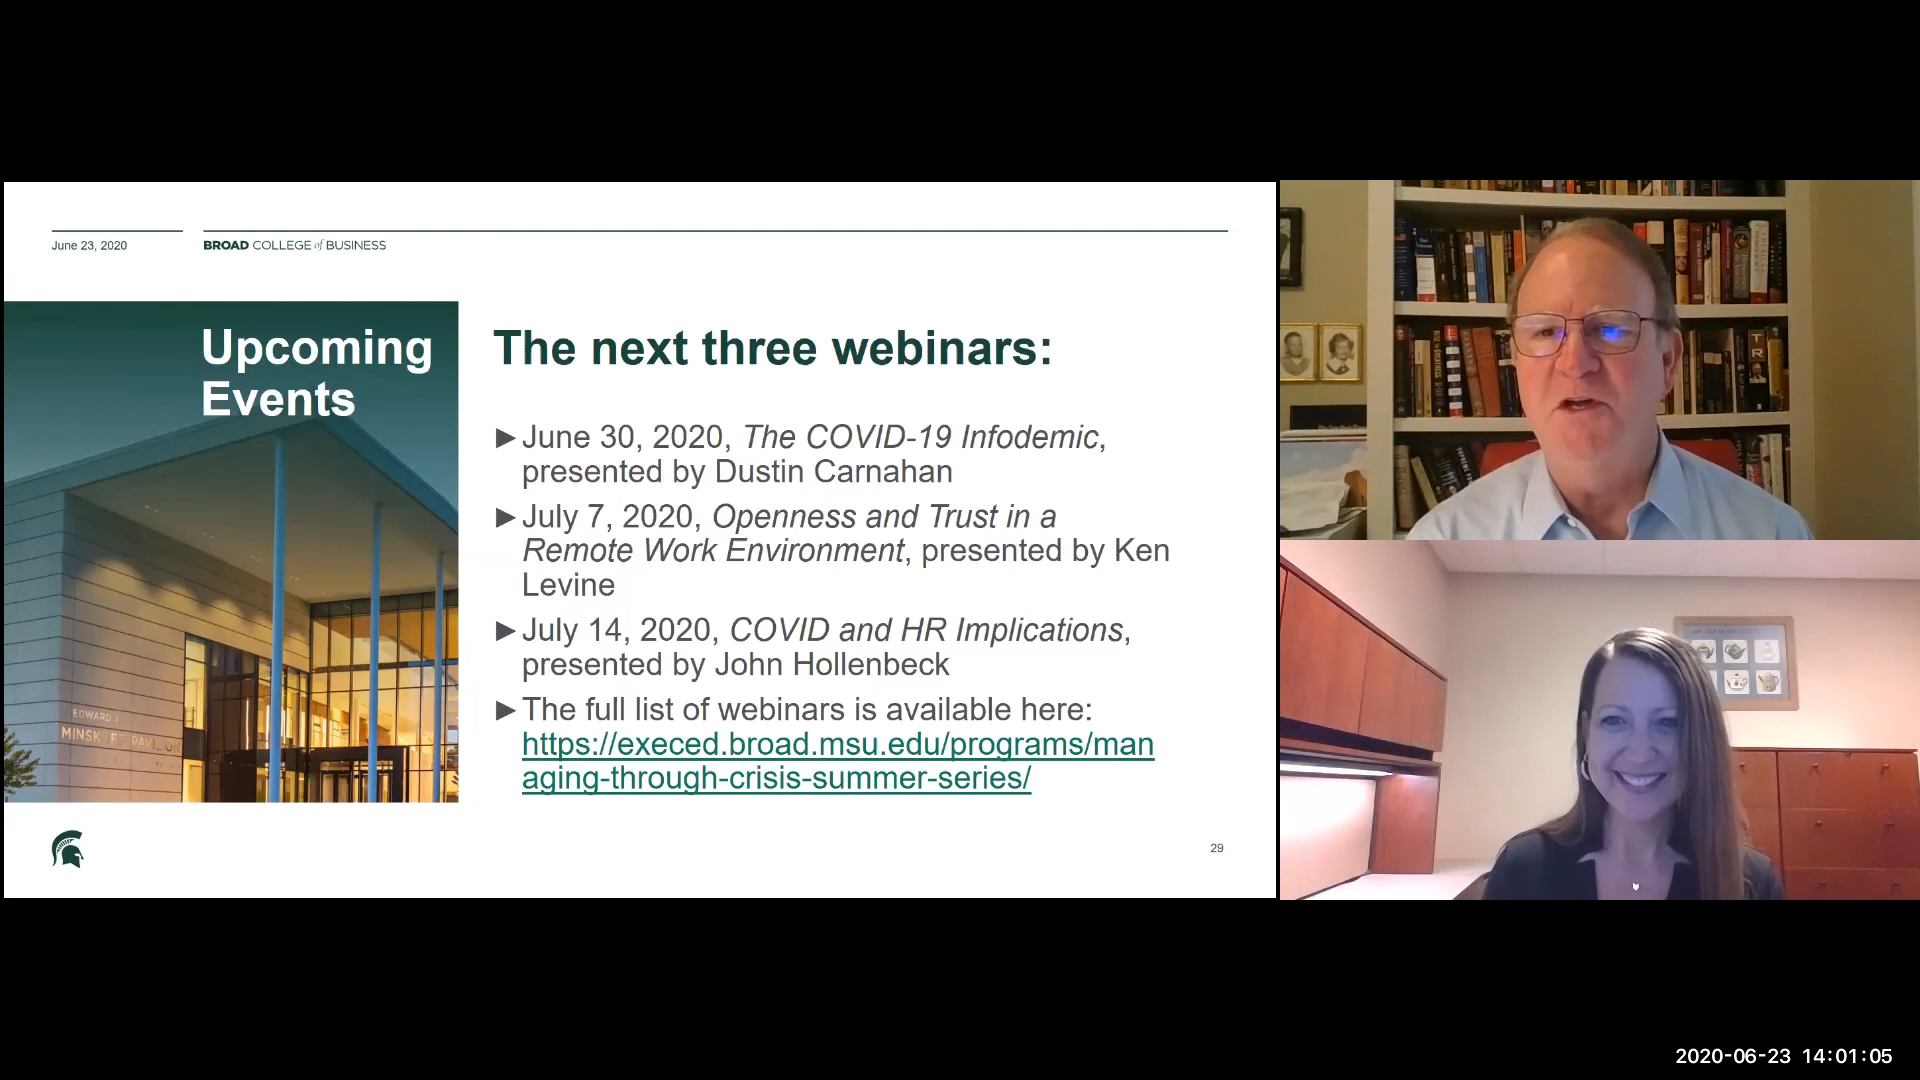 June 23, 2020
BROAD COLLEGE of BUSINESS
Upcoming
Events
The next three webinars:
►June 30, 2020, The COVID-19 Infodemic,
presented by Dustin Carnahan
►July 7, 2020, Openness and Trust in a
Remote Work Environment, presented by Ken
Levine
►July 14, 2020, COVID and HR Implications,
presented by John Hollenbeck
►The full list of webinars is available here:
https://execed.broad.msu.edu/programs/man
aging-through-crisis-summer-series/
EDWARD J.
MINSKOFF PAVILION
29
TR
2020-06-23 14:01:05